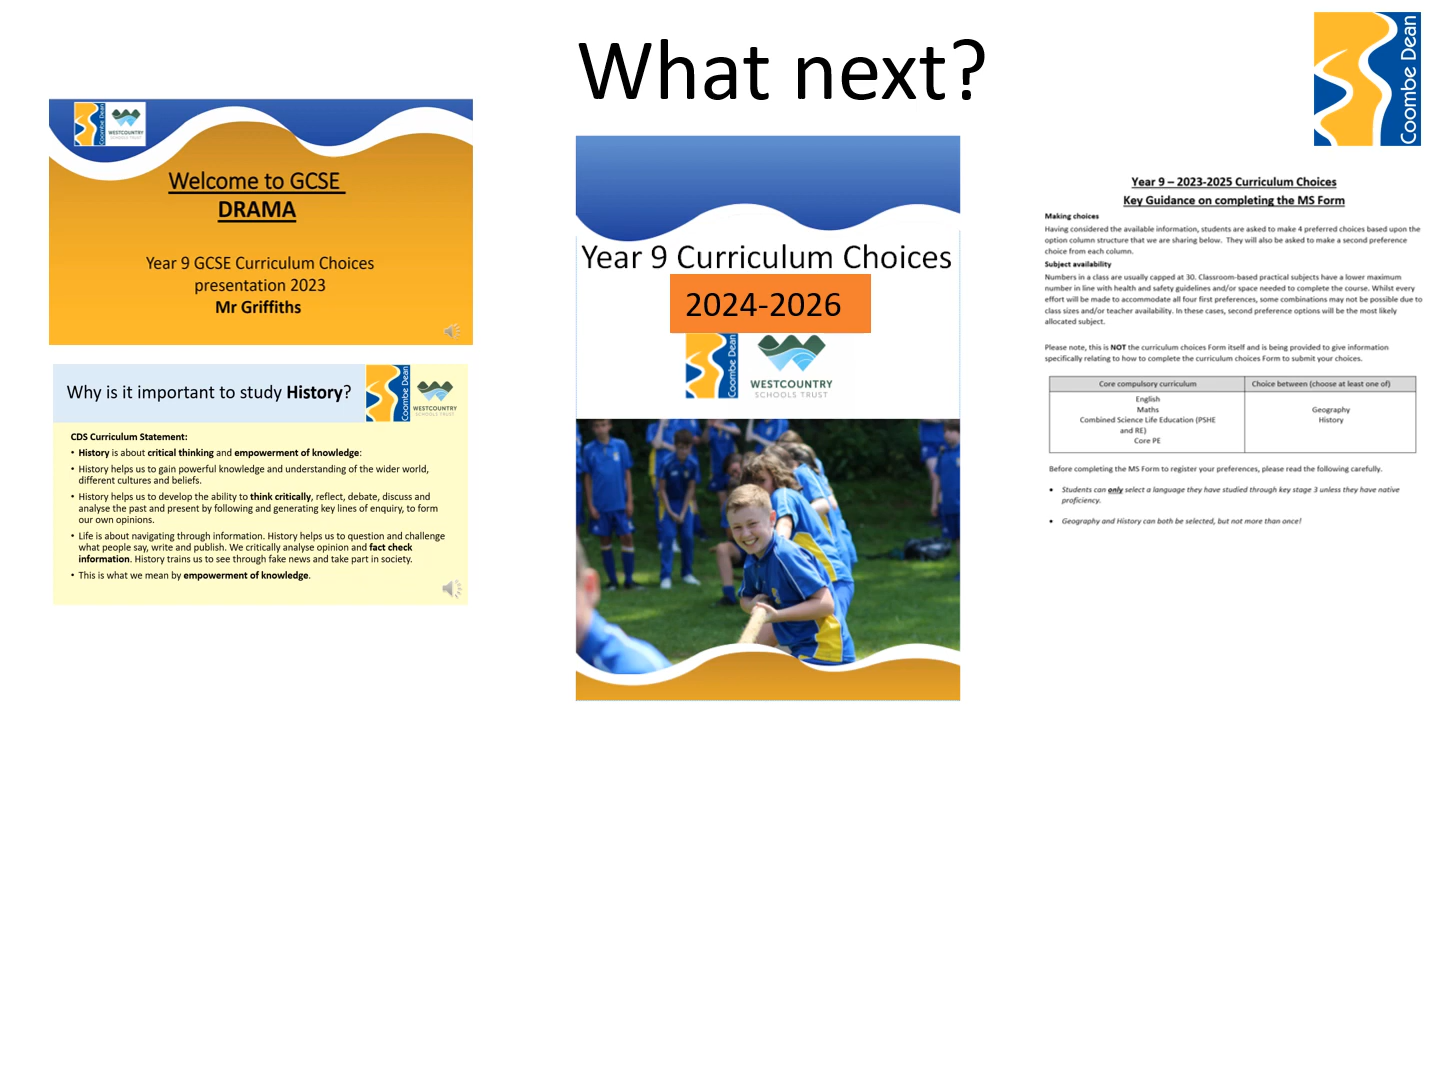 What next?
Coombe Dean
Coombe Dean
WESTCOUNTRY
SCHOOLS TRUST
Welcome to GCSE
DRAMA
Year 9 GCSE Curriculum Choices
presentation 2023
Mr Griffiths
Why is it important to study History?
Coombe Dean
WESTCOUNTRY
SCHOOLS TRUST
CDS Curriculum Statement:
• History is about critical thinking and empowerment of knowledge:
• History helps us to gain powerful knowledge and understanding of the wider world,
different cultures and beliefs.
• History helps us to develop the ability to think critically, reflect, debate, discuss and
analyse the past and present by following and generating key lines of enquiry, to form
our own opinions.
• Life is about navigating through information. History helps us to question and challenge
what people say, write and publish. We critically analyse opinion and fact check
information. History trains us to see through fake news and take part in society.
• This is what we mean by empowerment of knowledge.
Year 9 Curriculum Choices
2024-2026
Coombe Dean
WESTCOUNTRY
SCHOOLS TRUST
Year 9 – 2023-2025 Curriculum Choices
Key Guidance on completing the MS Form
Making choices
Having considered the available information, students are asked to make 4 preferred choices based upon the
option column structure that we are sharing below. They will also be asked to make a second preference
choice from each column.
Subject availability
Numbers in a class are usually capped at 30. Classroom-based practical subjects have a lower maximum
number in line with health and safety guidelines and/or space needed to complete the course. Whilst every
effort will be made to accommodate all four first preferences, some combinations may not be possible due to
class sizes and/or teacher availability. In these cases, second preference options will be the most likely
allocated subject.
Please note, this is NOT the curriculum choices Form itself and is being provided to give information
specifically relating to how to complete the curriculum choices Form to submit your choices.
Core compulsory curriculum
Choice between (choose at least one of)
English
Maths
Combined Science Life Education (PSHE
and RE)
Core PE
Geography
History
Before completing the MS Form to register your preferences, please read the following carefully.
• Students can only select a language they have studied through key stage 3 unless they have native
proficiency.
• Geography and History can both be selected, but not more than once!